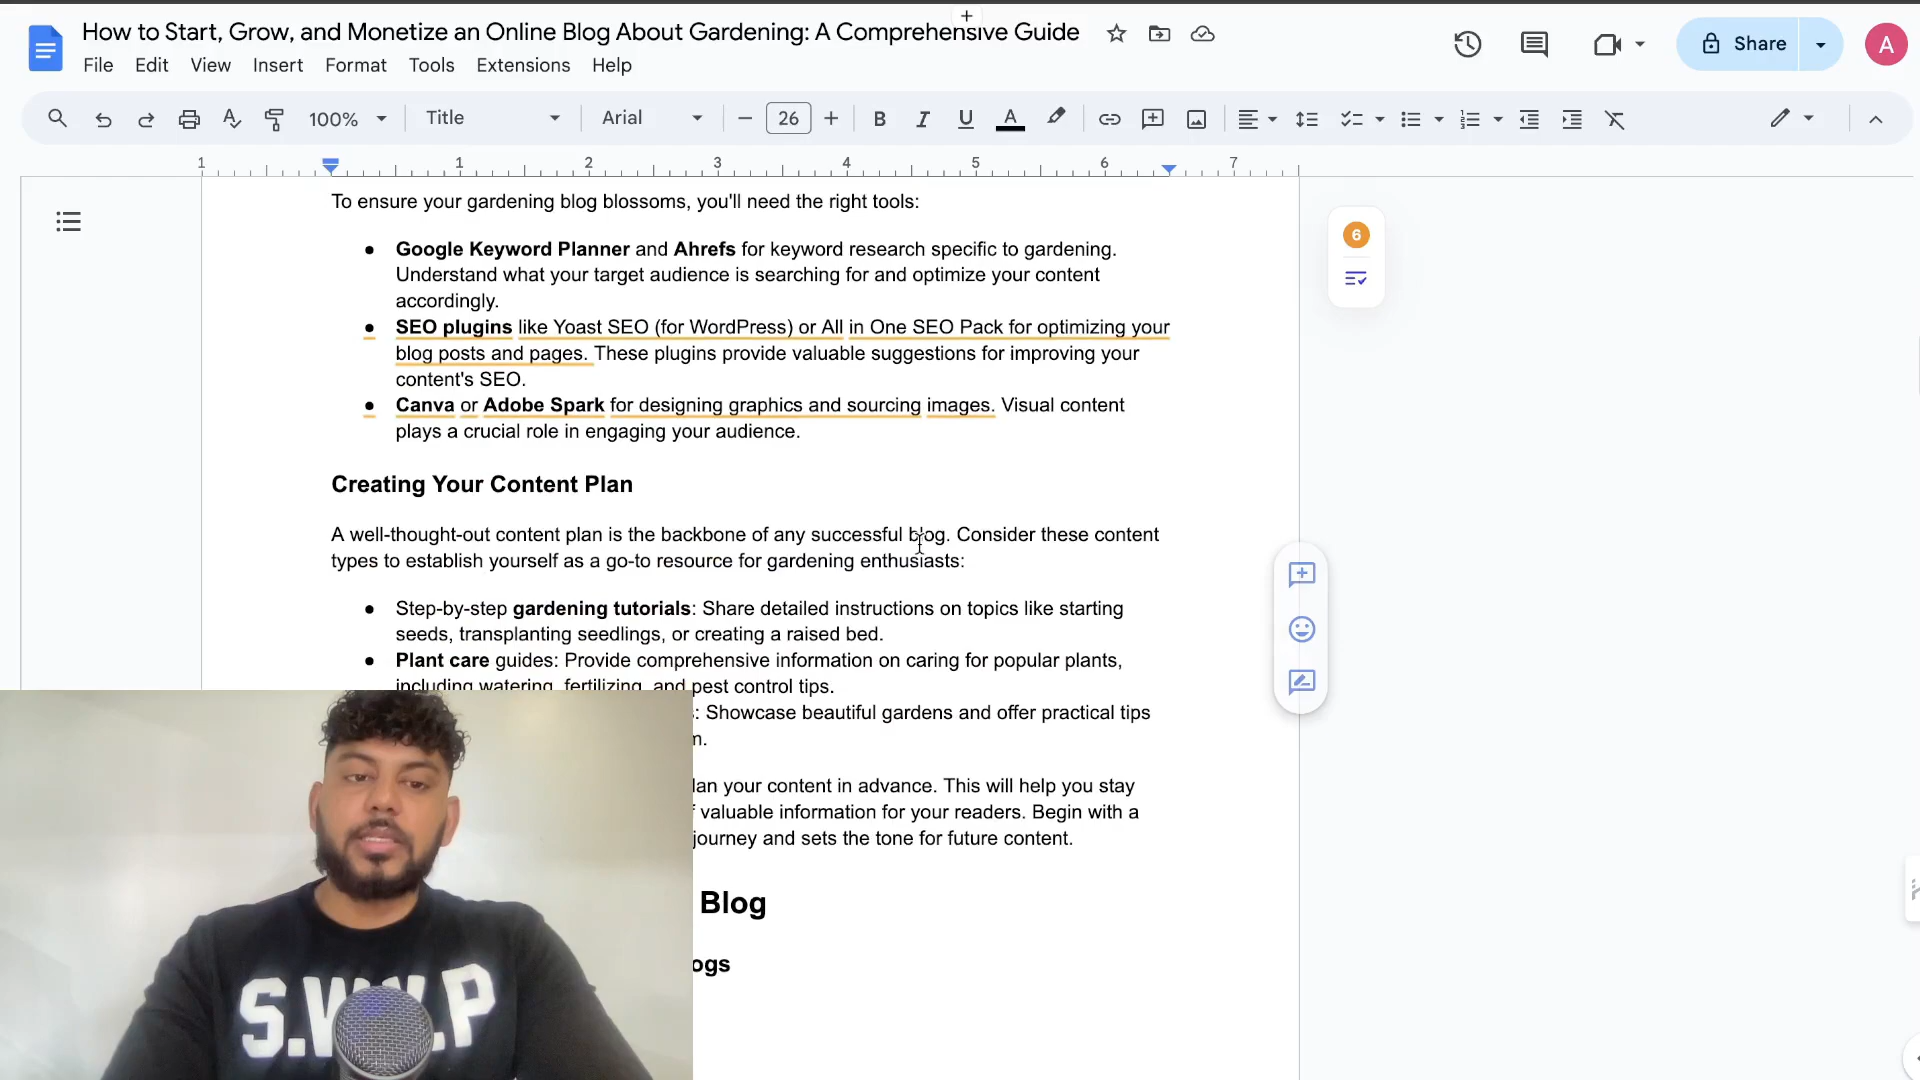 How to Start, Grow, and Monetize an Online Blog About Gardening: A Comprehensive Guide
Share
A
File Edit View Insert Format Tools Extensions Help
100% Title Arial 26 B I U A
1 1 2 3 4 5 6 7
To ensure your gardening blog blossoms, you'll need the right tools:
6
● Google Keyword Planner and Ahrefs for keyword research specific to gardening.
Understand what your target audience is searching for and optimize your content
accordingly.
● SEO plugins like Yoast SEO (for WordPress) or All in One SEO Pack for optimizing your
blog posts and pages. These plugins provide valuable suggestions for improving your
content's SEO.
● Canva or Adobe Spark for designing graphics and sourcing images. Visual content
plays a crucial role in engaging your audience.
Creating Your Content Plan
A well-thought-out content plan is the backbone of any successful blog. Consider these content
types to establish yourself as a go-to resource for gardening enthusiasts:
● Step-by-step gardening tutorials: Share detailed instructions on topics like starting
seeds, transplanting seedlings, or creating a raised bed.
● Plant care guides: Provide comprehensive information on caring for popular plants,
including watering, fertilizing, and pest control tips.
: Showcase beautiful gardens and offer practical tips
your content in advance. This will help you stay
valuable information for your readers. Begin with a
journey and sets the tone for future content.
Blog
ogs